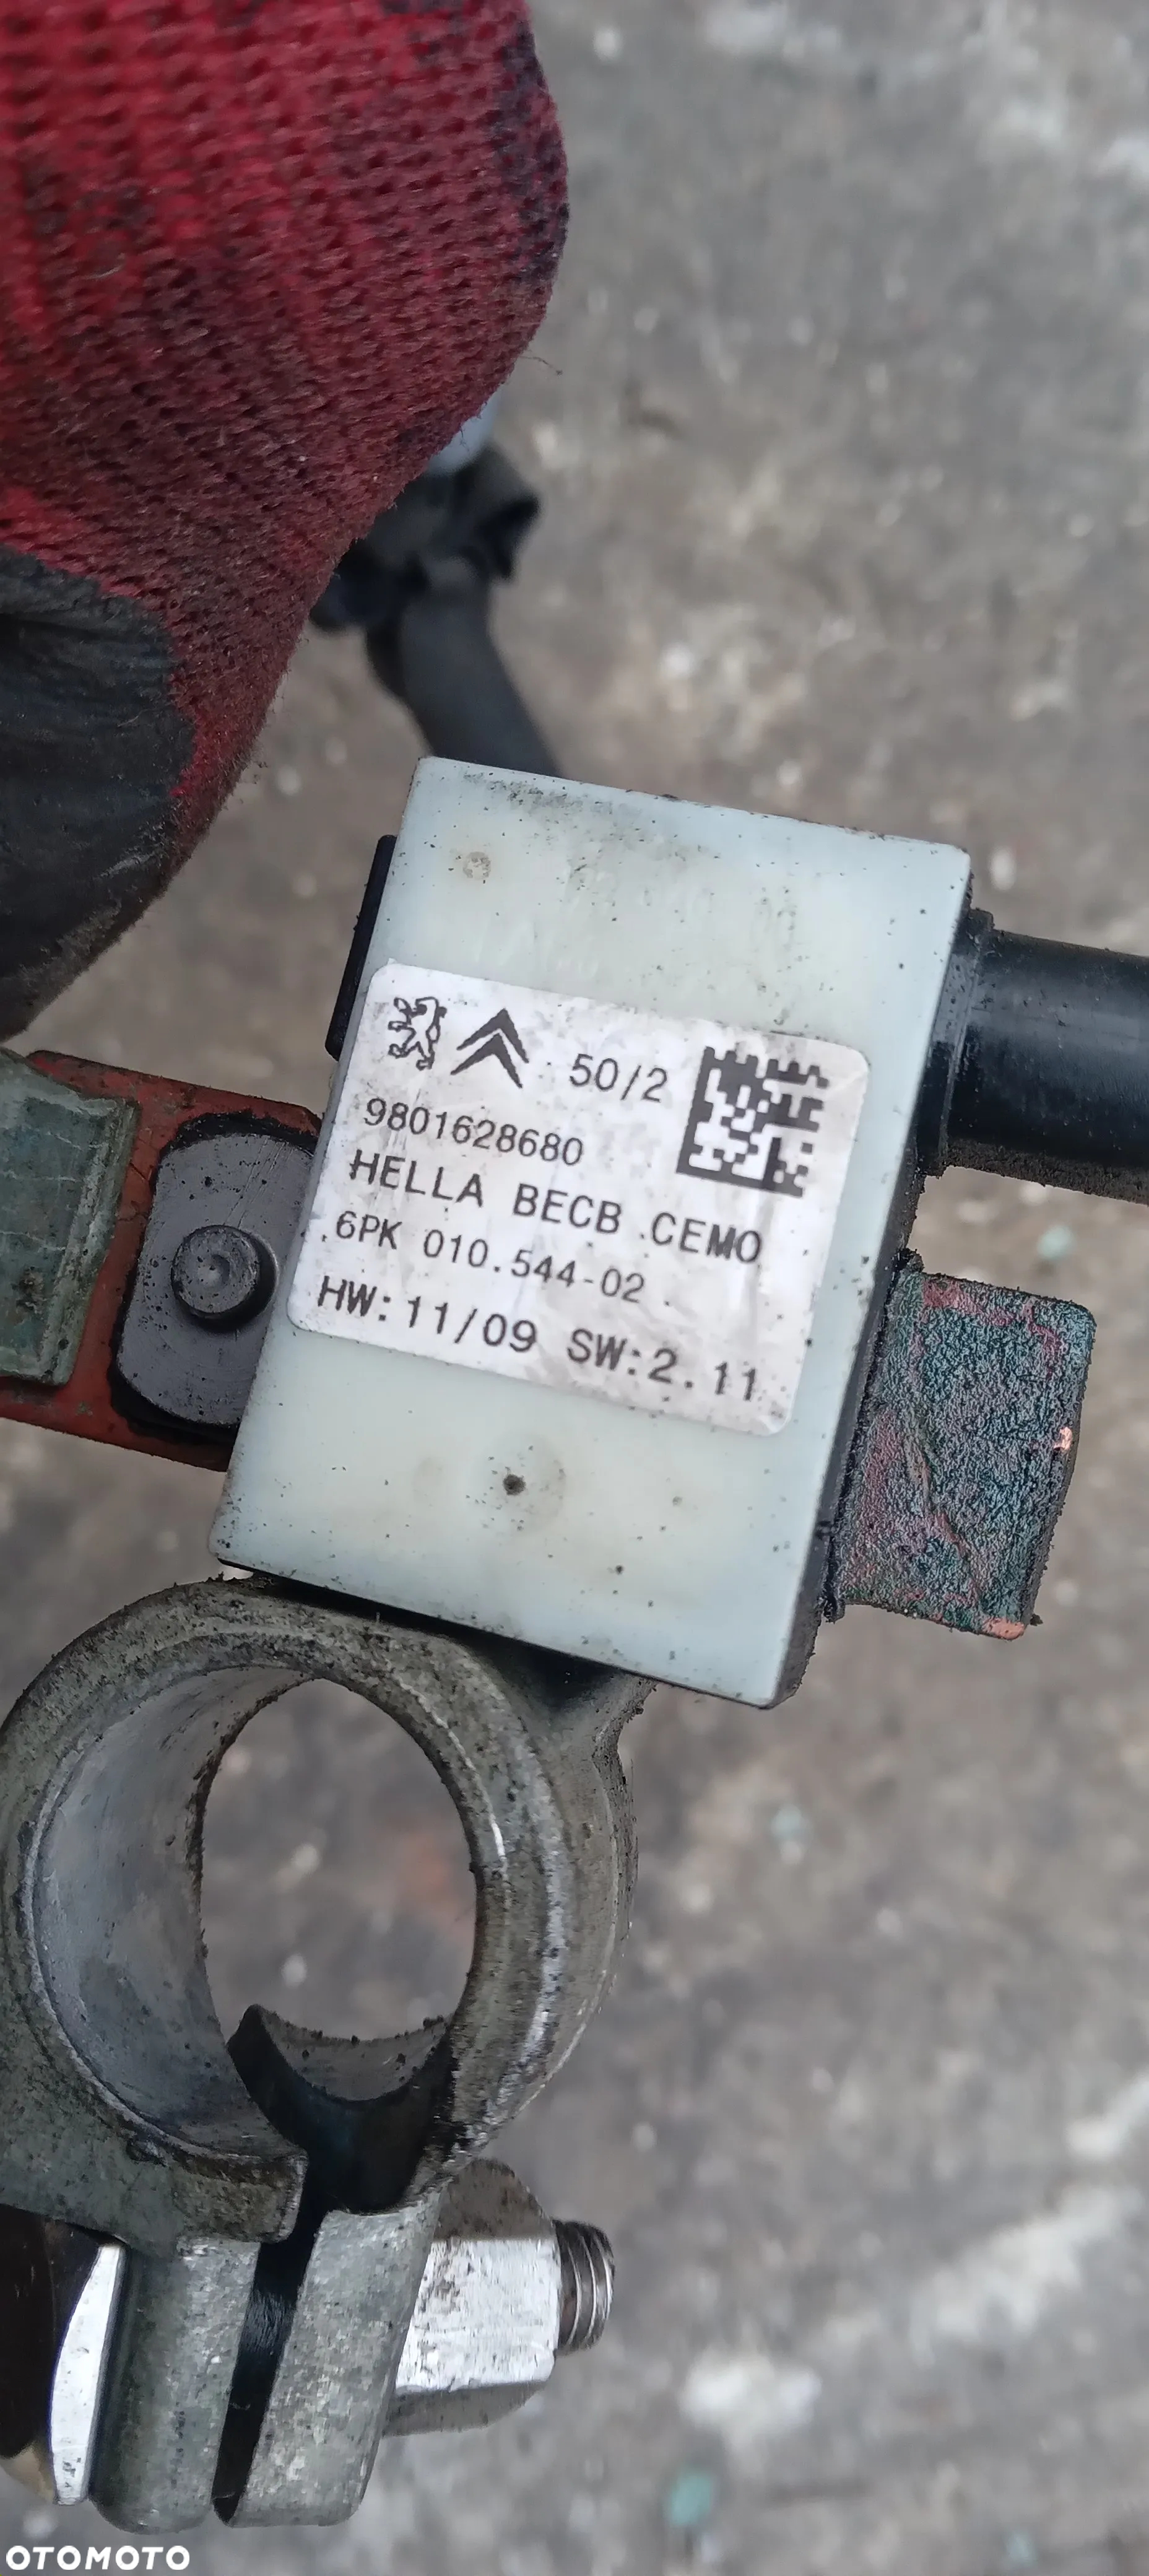 50/2
9801628680
HELLA BECB CEMO
6PK 010.544-02
HW:11/09 SW:2.11
OTOMOTO